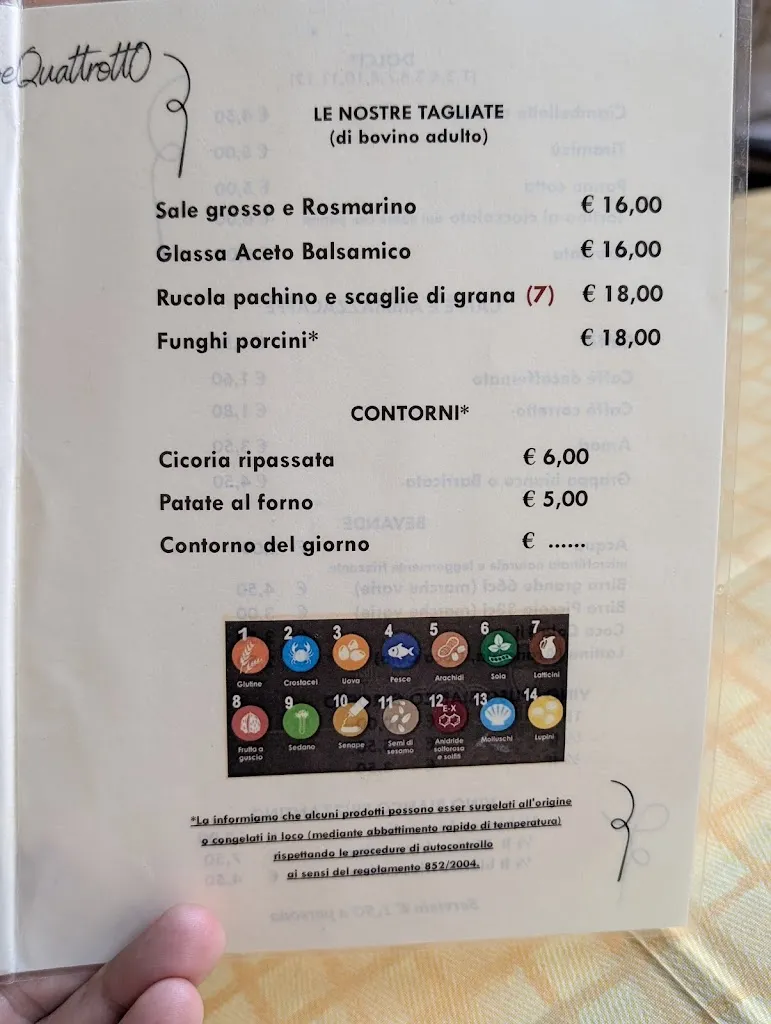 eQuattrottO
LE NOSTRE TAGLIATE
(di bovino adulto)
Sale grosso e Rosmarino € 16,00
Glassa Aceto Balsamico € 16,00
Rucola pachino e scaglie di grana (7) € 18,00
Funghi porcini* € 18,00
CONTORNI*
Cicoria ripassata € 6,00
Patate al forno € 5,00
Contorno del giorno € ......
1 2 3 4 5 6 7
Glutine Crostacei Uova Pesce Arachidi Soia Latticini
8 9 10 11 12 13 14
E-X
Frutta a guscio Sedano Senape Semi di sesamo Anidride solforosa e solfiti Molluschi Lupini
*La informiamo che alcuni prodotti possono esser surgelati all'origine
o congelati in loco (mediante abbattimento rapido di temperatura)
rispettando le procedure di autocontrollo
ai sensi del regolamento 852/2004.